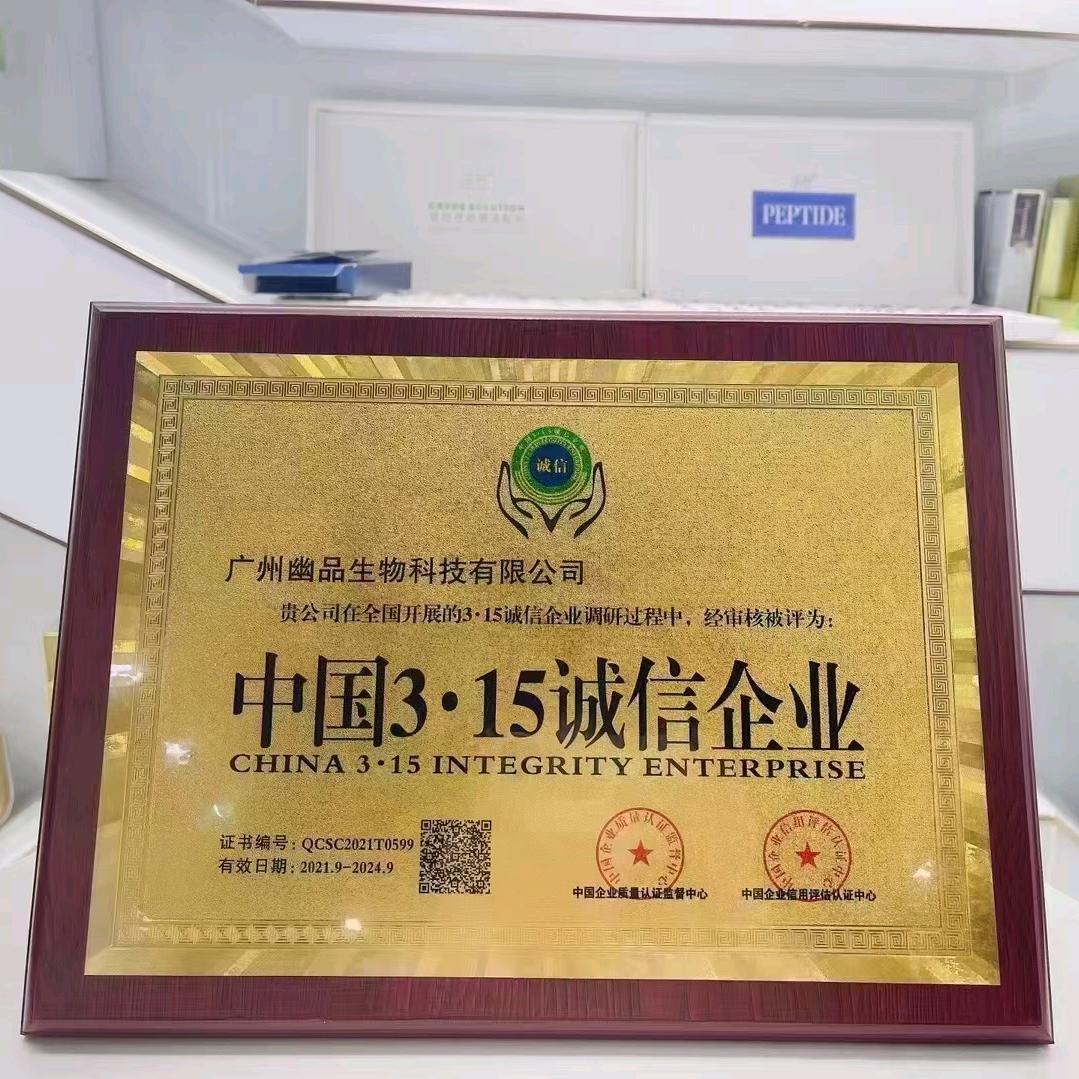 PEPTIDE
诚信
广州幽品生物科技有限公司
贵公司在全国开展的3·15诚信企业调研过程中，经审核被评为：
中国3·15诚信企业
CHINA 3·15 INTEGRITY ENTERPRISE
证书编号：QCSC2021T0599
有效日期：2021.9-2024.9
中国企业质量认证监督中心
中国企业信用评估认证中心